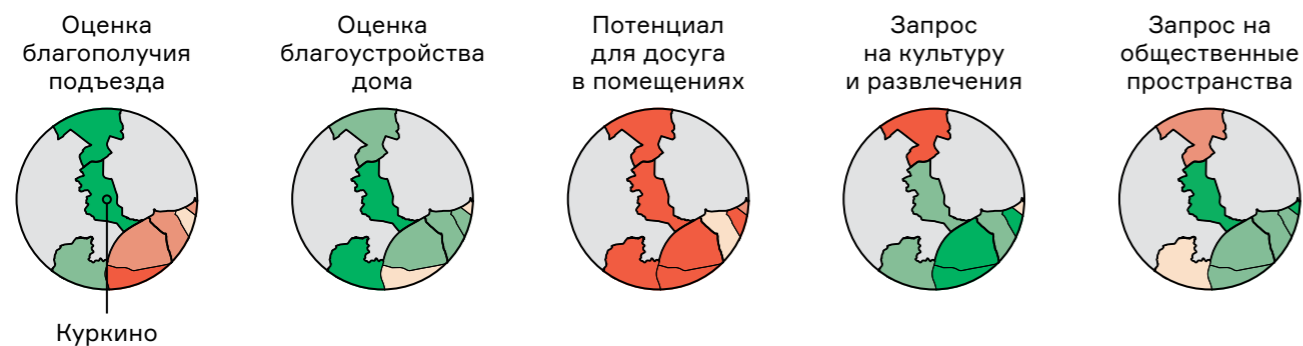 Оценка
благополучия
подъезда
Оценка
благоустройства
дома
Потенциал
для досуга
в помещениях
Запрос
на культуру
и развлечения
Запрос на
общественные
пространства
Куркино